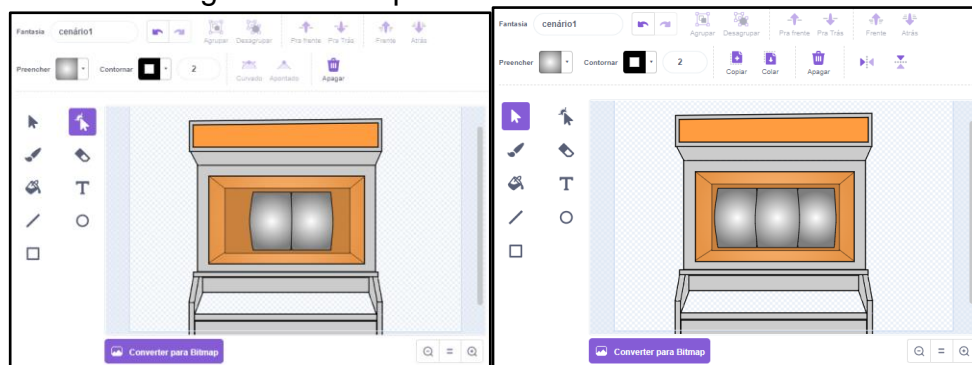 Fantasia cenário1 Agrupar Desagrupar Pra frente Pra Trás Frente Atrás
Preencher Contornar 2 Curvado Apontado Apagar
T
Converter para Bitmap =
Fantasia cenário1 Agrupar Desagrupar Pra frente Pra Trás Frente Atrás
Preencher Contornar 2 Copiar Colar Apagar
T
Converter para Bitmap =